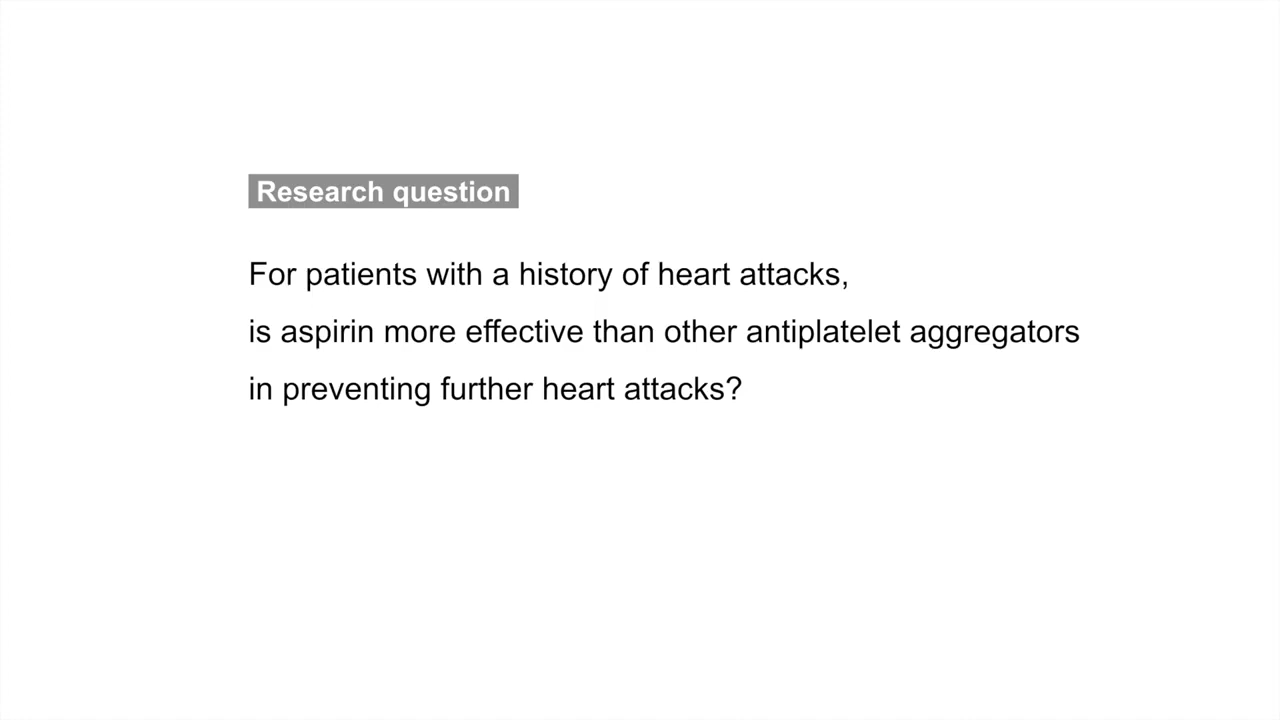 Research question
For patients with a history of heart attacks,
is aspirin more effective than other antiplatelet aggregators
in preventing further heart attacks?